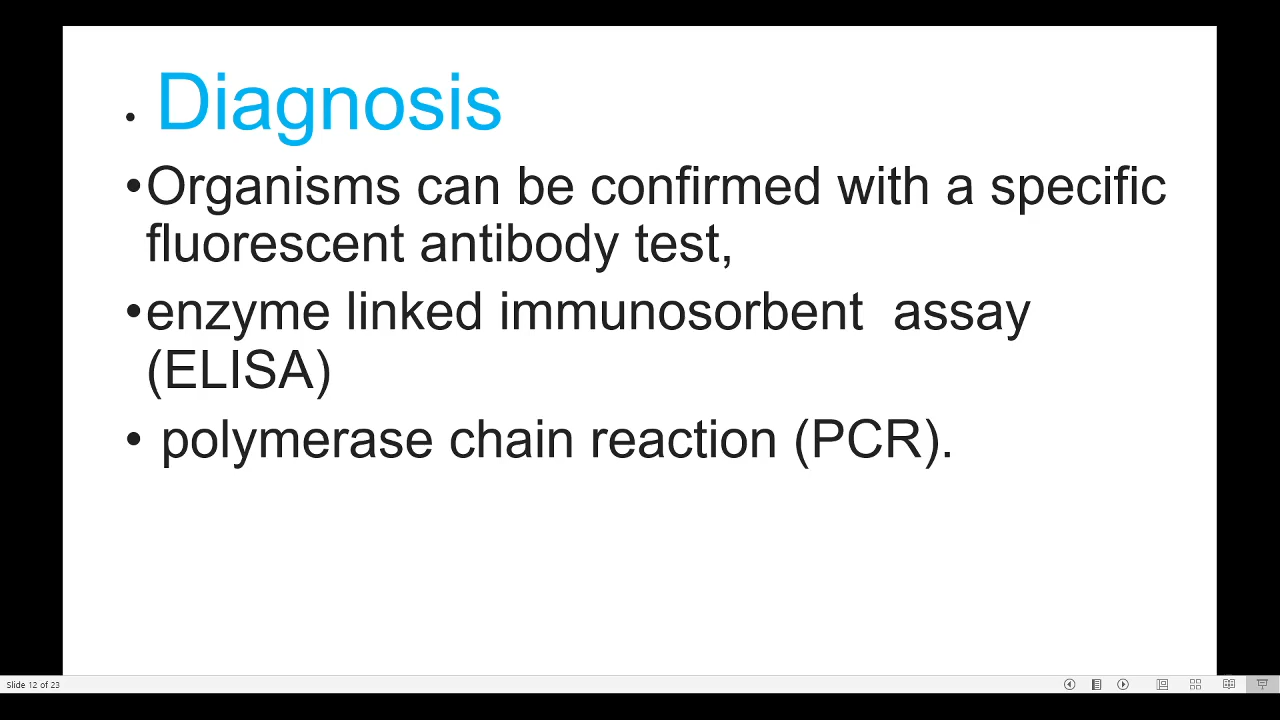 • Diagnosis
•Organisms can be confirmed with a specific
fluorescent antibody test,
•enzyme linked immunosorbent  assay
(ELISA)
• polymerase chain reaction (PCR).
Slide 12 of 23